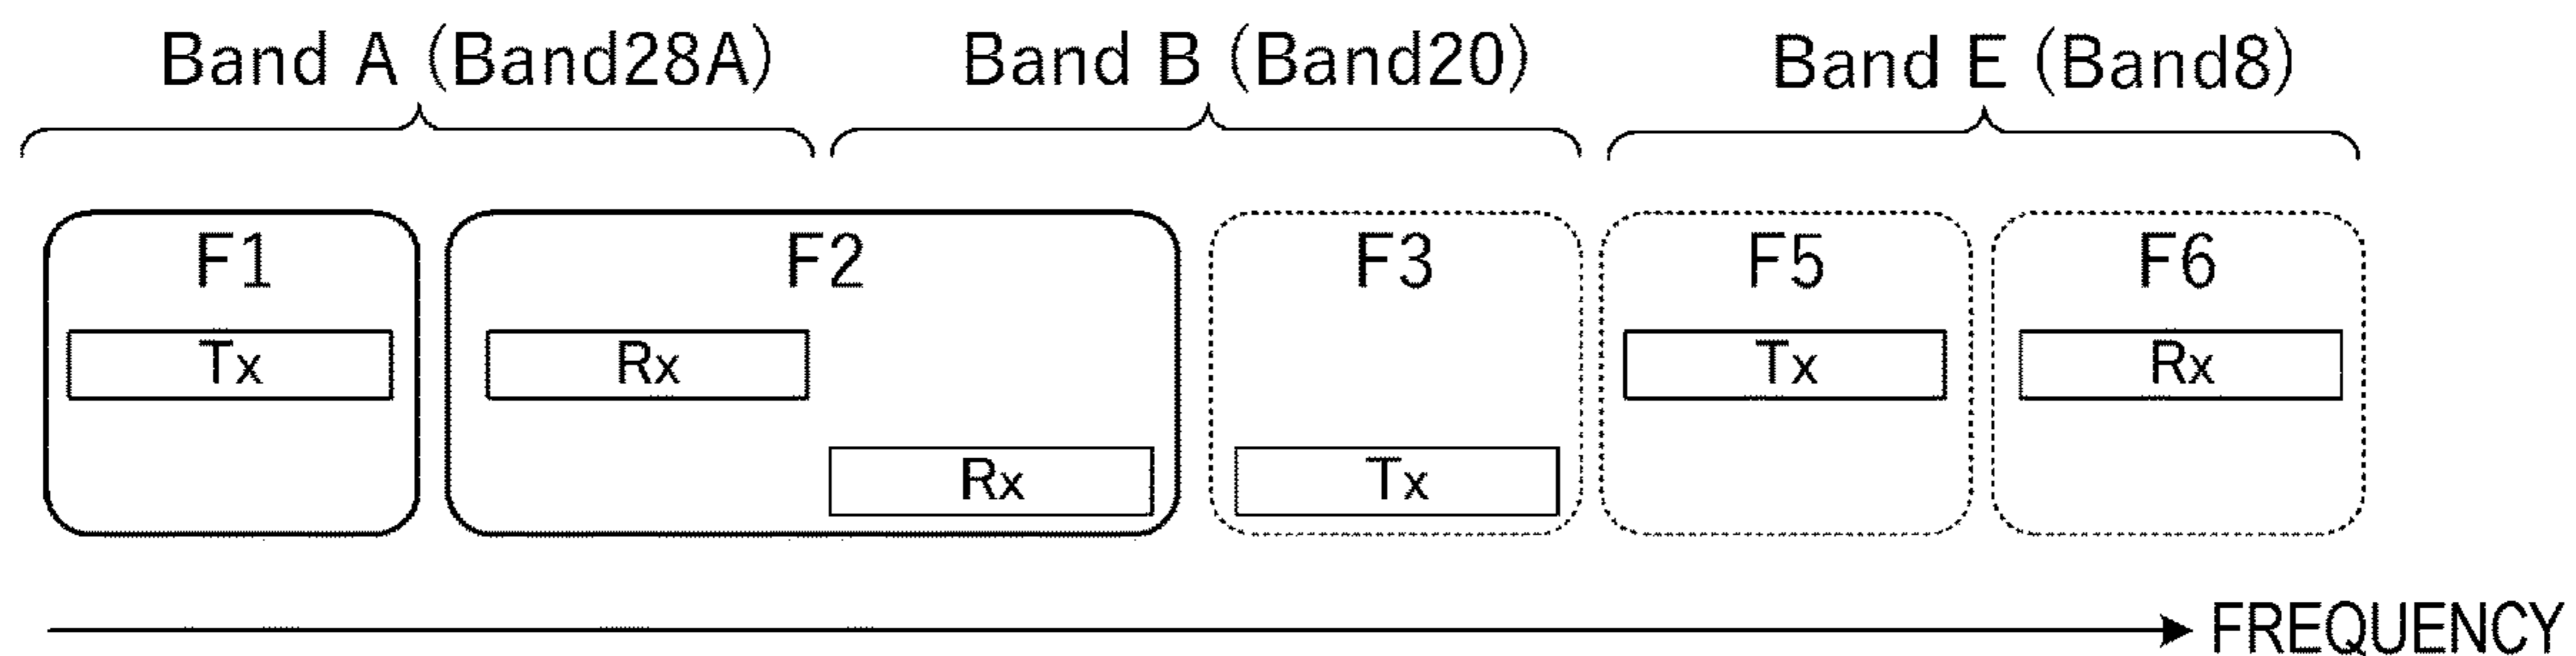 Band A (Band28A) Band B (Band20) Band E (Band8)
F1 F2 F3 F5 F6
Tx Rx Tx Rx
Rx Tx
FREQUENCY